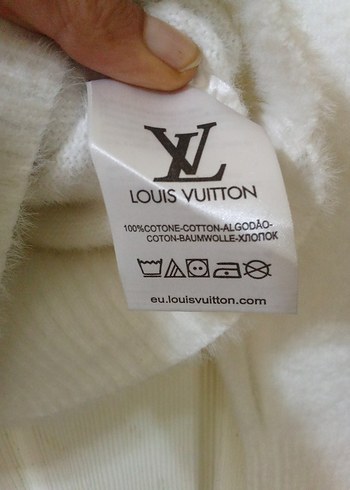 LV
LOUIS VUITTON
100%COTONE-COTTON-ALGODÃO-
COTON-BAUMWOLLE-ХЛОПОК
eu.louisvuitton.com